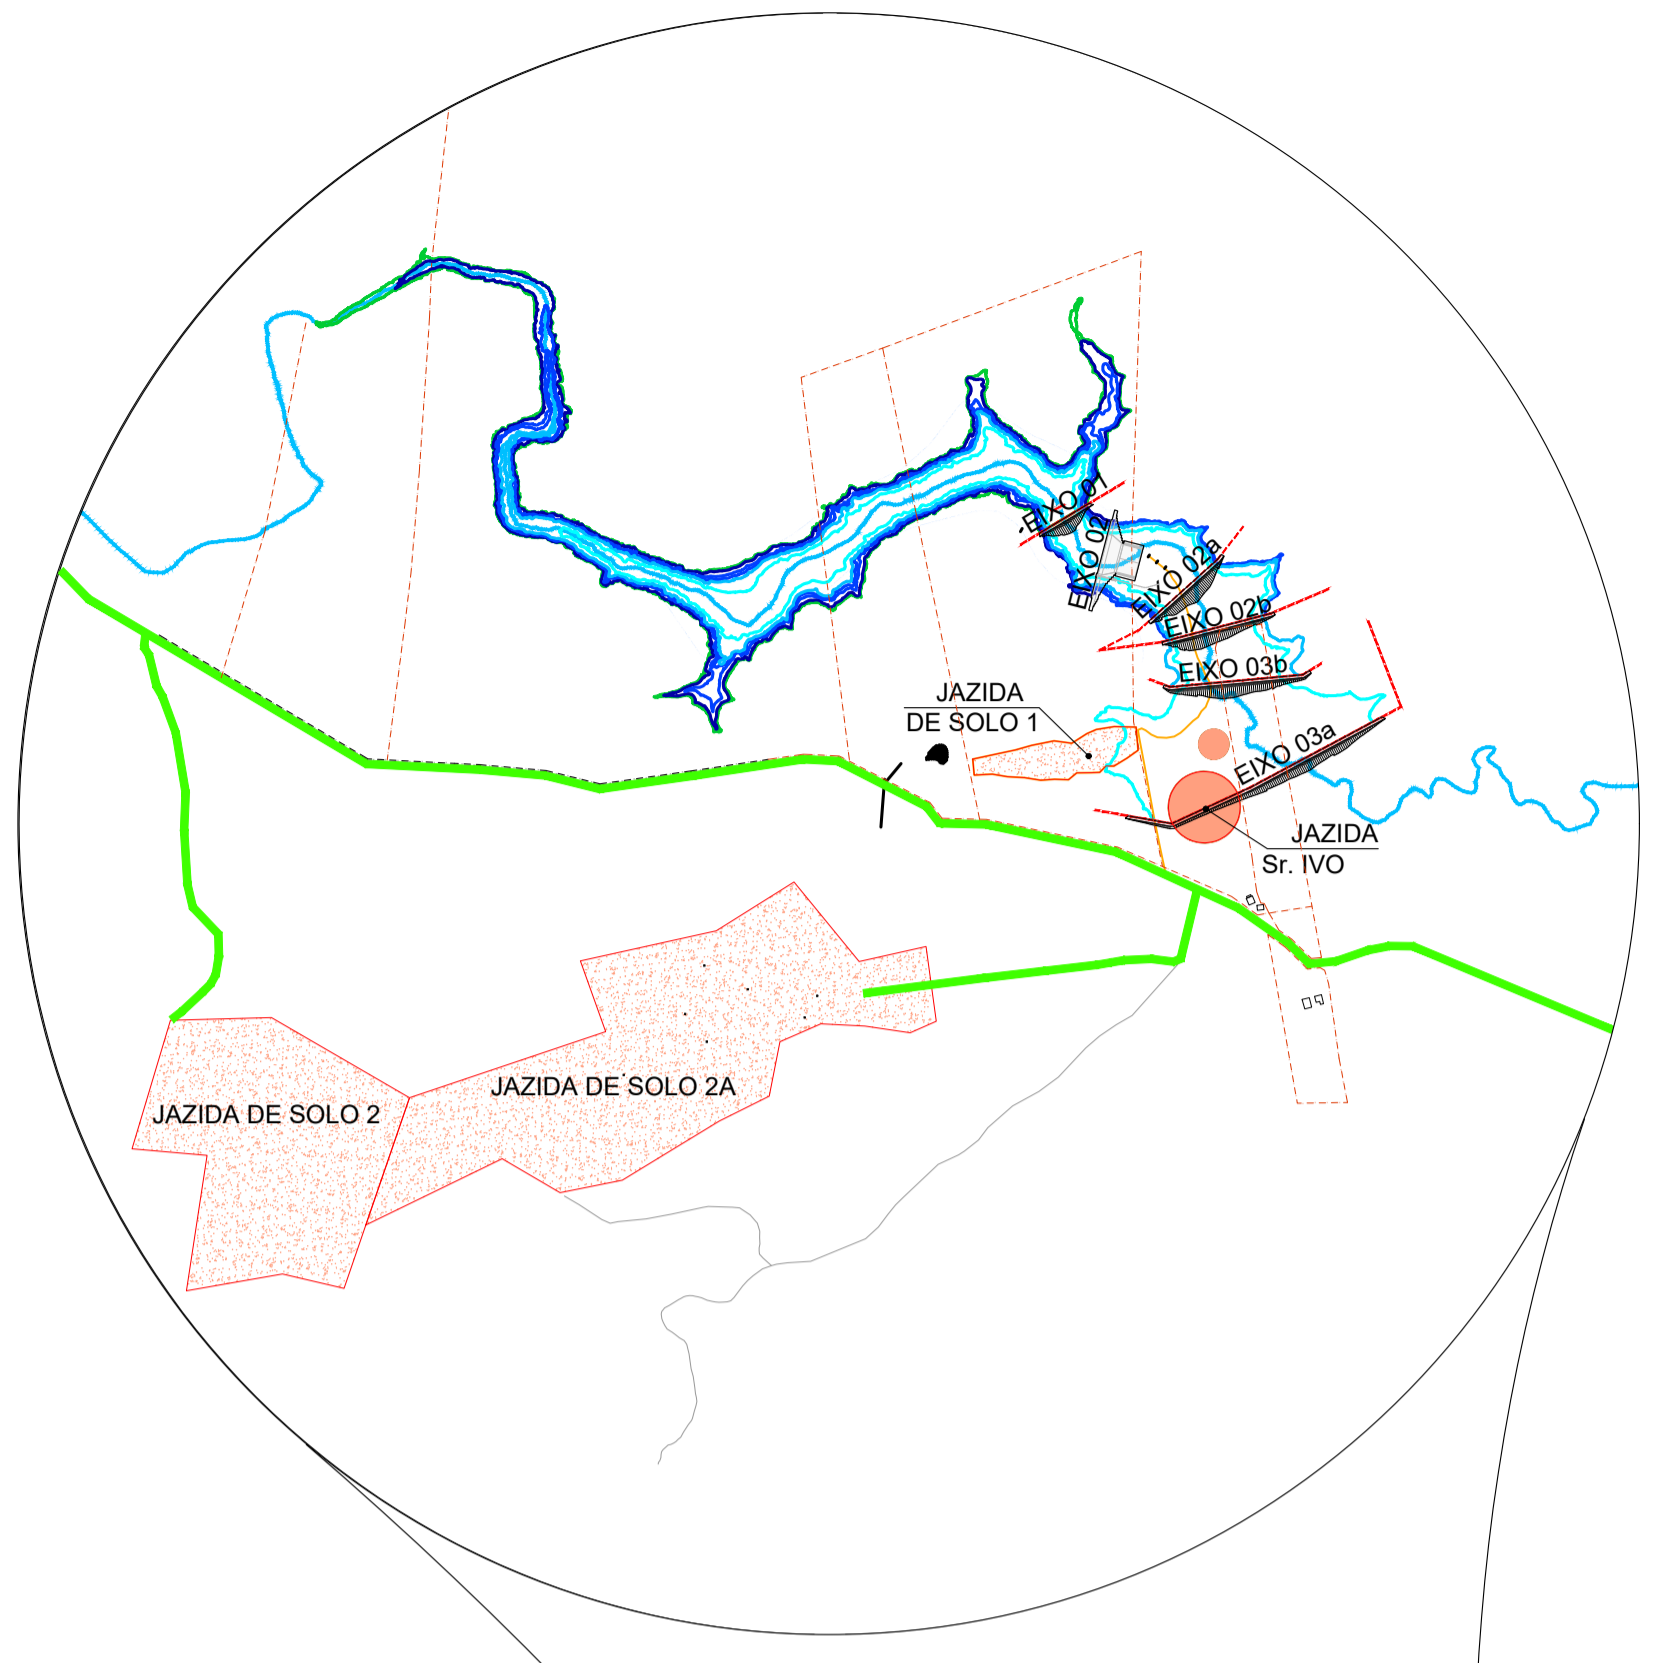 EIXO 01
EIXO 02
EIXO 02a
EIXO 02b
EIXO 03b
JAZIDA
DE SOLO 1
EIXO 03a
JAZIDA
Sr. IVO
JAZIDA DE SOLO 2A
JAZIDA DE SOLO 2